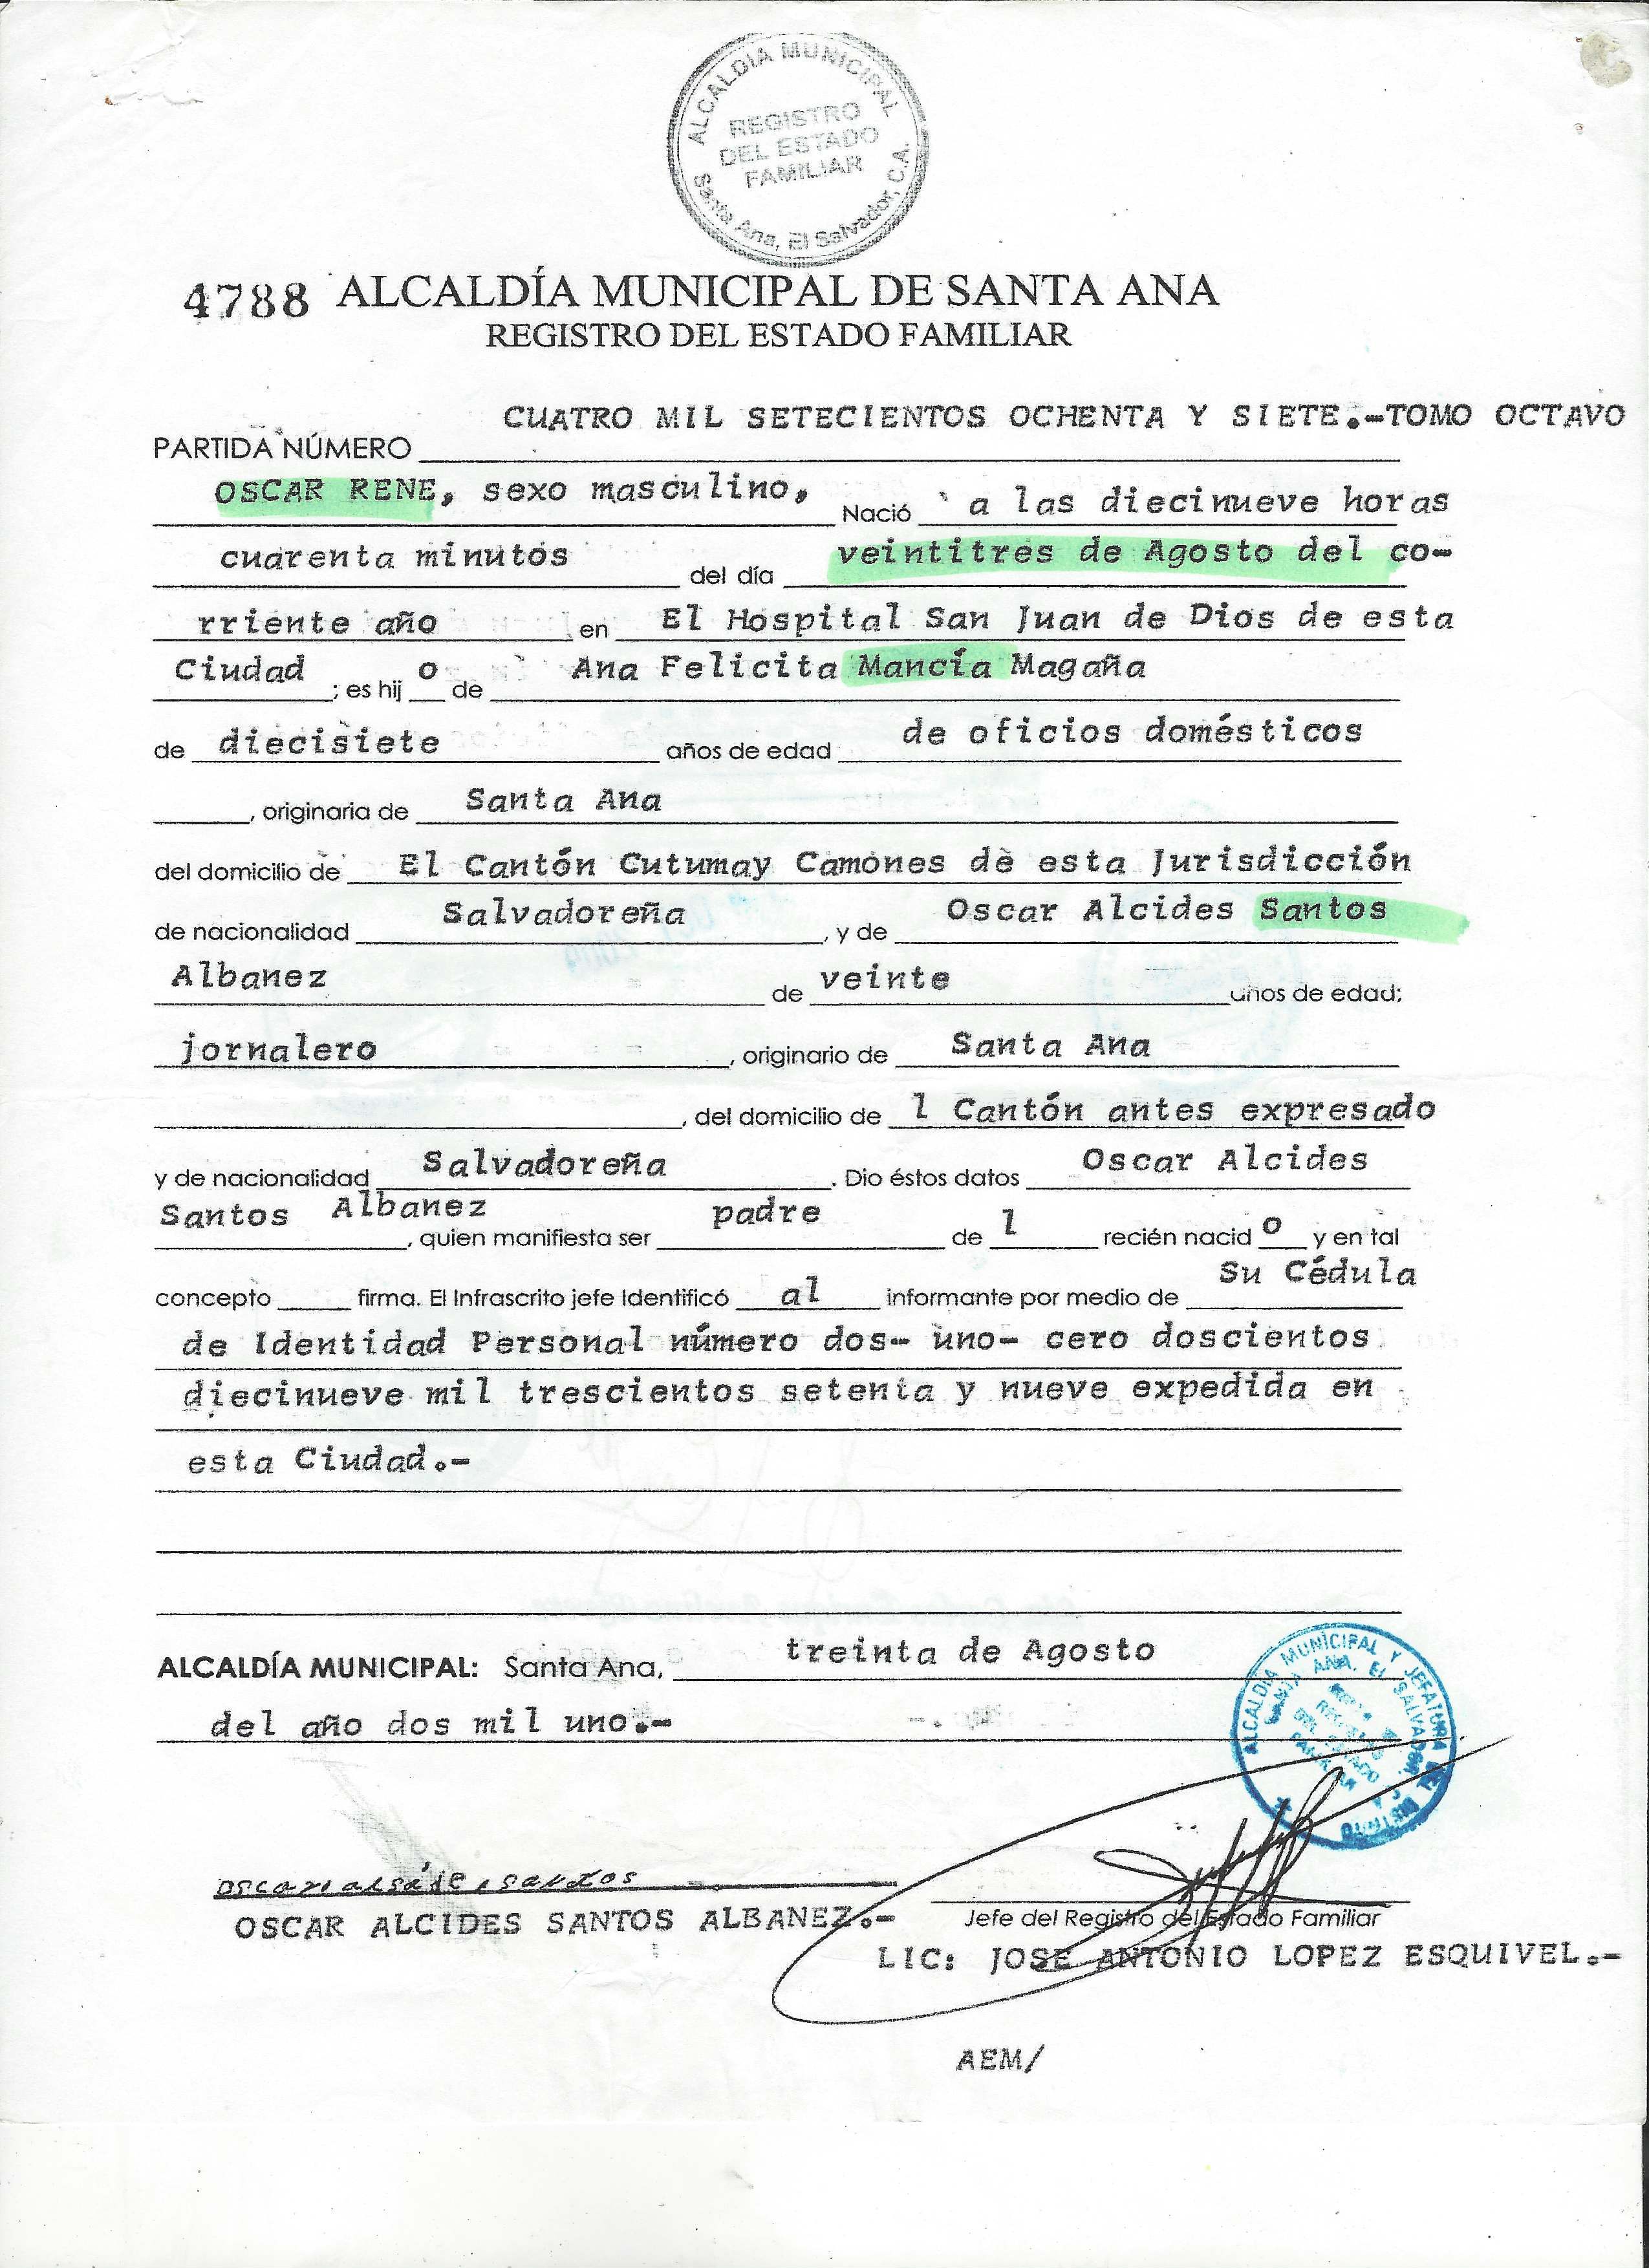 ALCALDIA MUNICIPAL
REGISTRO
DEL ESTADO
FAMILIAR
Santa Ana, El Salvador, C.A.
4788 ALCALDÍA MUNICIPAL DE SANTA ANA
REGISTRO DEL ESTADO FAMILIAR
CUATRO MIL SETECIENTOS OCHENTA Y SIETE.-TOMO OCTAVO
PARTIDA NÚMERO
OSCAR RENE, sexo masculino, Nació a las diecinueve horas
cuarenta minutos del día veintitres de Agosto del co-
rriente año en El Hospital San Juan de Dios de esta
Ciudad ; es hij o de Ana Felicita Mancía Magaña
de diecisiete años de edad de oficios domésticos
, originaria de Santa Ana
del domicilio de El Cantón Cutumay Camones de esta Jurisdicción
de nacionalidad Salvadoreña , y de Oscar Alcides Santos
Albanez de veinte años de edad;
jornalero , originario de Santa Ana
, del domicilio de l Cantón antes expresado
y de nacionalidad Salvadoreña . Dio éstos datos Oscar Alcides
Santos Albanez , quien manifiesta ser padre de l recién nacid o y en tal
concepto firma. El Infrascrito jefe Identificó al informante por medio de Su Cédula
de Identidad Personal número dos- uno- cero doscientos
diecinueve mil trescientos setenta y nueve expedida en
esta Ciudad.-
ALCALDÍA MUNICIPAL: Santa Ana, treinta de Agosto
del año dos mil uno.-
ALCALDIA MUNICIPAL Y JEFATURA DEL DISTRITO
SANTA ANA, EL SALVADOR
OSCAR ALCIDES SANTOS ALBANEZ.-
Jefe del Registro del Estado Familiar
LIC: JOSE ANTONIO LOPEZ ESQUIVEL.-
AEM/